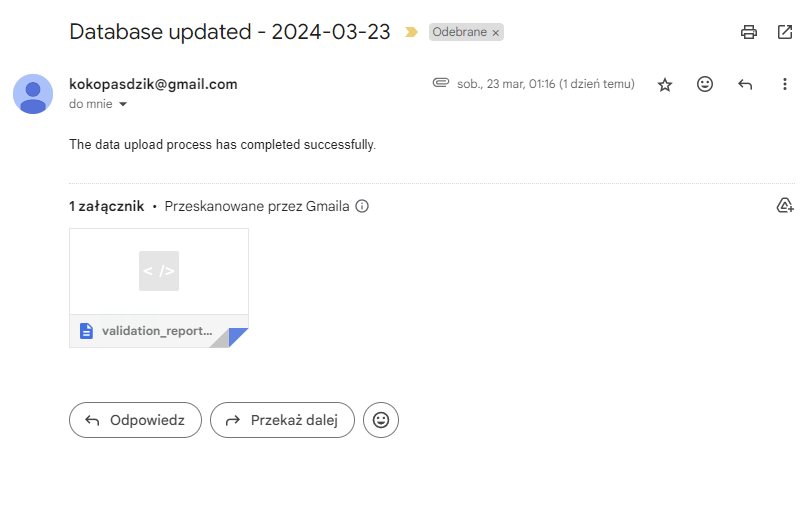 Database updated - 2024-03-23 Odebrane ×
kokopasdzik@gmail.com sob., 23 mar, 01:16 (1 dzień temu)
do mnie
The data upload process has completed successfully.
1 załącznik • Przeskanowane przez Gmaila
< />
validation_report...
Odpowiedz Przekaż dalej